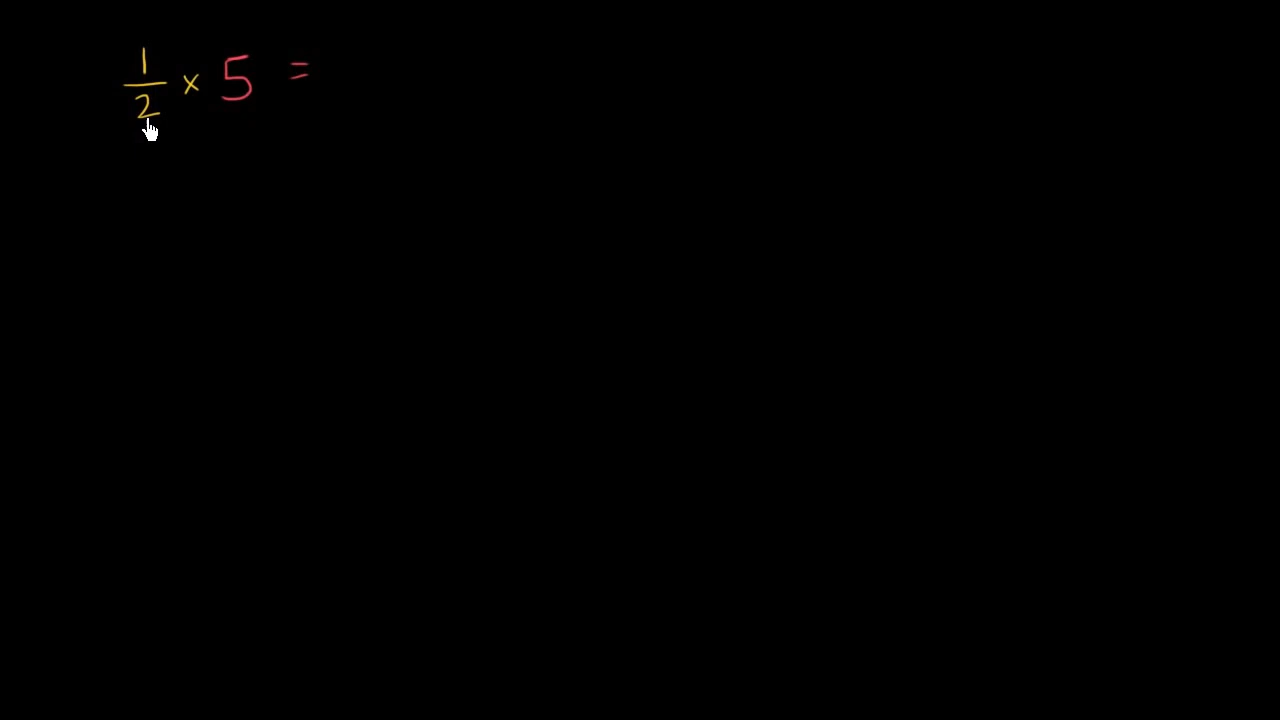 1/2 × 5 =